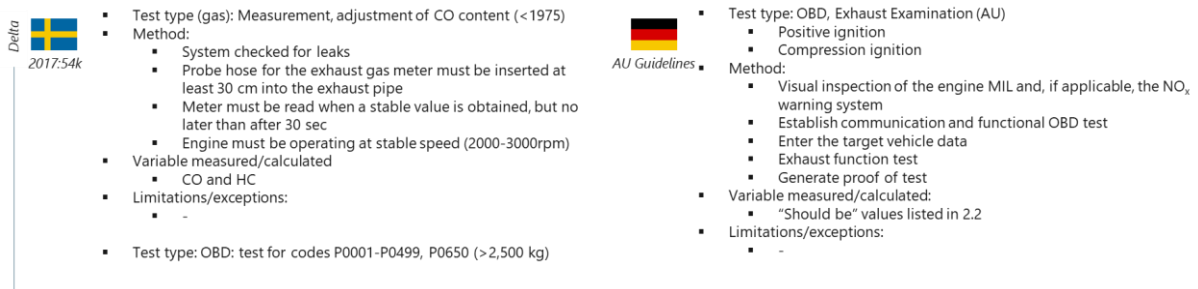 Delta
2017:54k
▪ Test type (gas): Measurement, adjustment of CO content (<1975)
▪ Method:
▪ System checked for leaks
▪ Probe hose for the exhaust gas meter must be inserted at
least 30 cm into the exhaust pipe
▪ Meter must be read when a stable value is obtained, but no
later than after 30 sec
▪ Engine must be operating at stable speed (2000-3000rpm)
▪ Variable measured/calculated
▪ CO and HC
▪ Limitations/exceptions:
▪ -
▪ Test type: OBD: test for codes P0001-P0499, P0650 (>2,500 kg)
AU Guidelines
▪ Test type: OBD, Exhaust Examination (AU)
▪ Positive ignition
▪ Compression ignition
▪ Method:
▪ Visual inspection of the engine MIL and, if applicable, the NOₓ
warning system
▪ Establish communication and functional OBD test
▪ Enter the target vehicle data
▪ Exhaust function test
▪ Generate proof of test
▪ Variable measured/calculated:
▪ “Should be” values listed in 2.2
▪ Limitations/exceptions:
▪ -